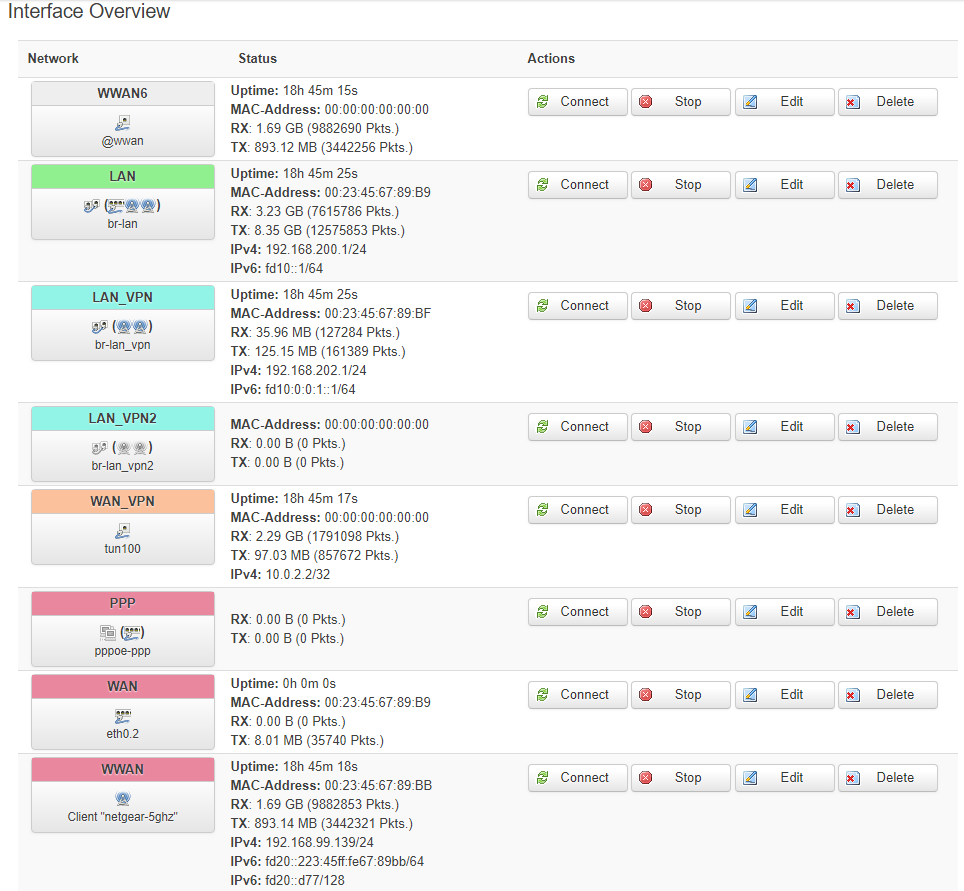 Interface Overview
Network Status Actions
WWAN6
@wwan
Uptime: 18h 45m 15s
MAC-Address: 00:00:00:00:00:00
RX: 1.69 GB (9882690 Pkts.)
TX: 893.12 MB (3442256 Pkts.)
Connect Stop Edit Delete
LAN
( )
br-lan
Uptime: 18h 45m 25s
MAC-Address: 00:23:45:67:89:B9
RX: 3.23 GB (7615786 Pkts.)
TX: 8.35 GB (12575853 Pkts.)
IPv4: 192.168.200.1/24
IPv6: fd10::1/64
Connect Stop Edit Delete
LAN_VPN
( )
br-lan_vpn
Uptime: 18h 45m 25s
MAC-Address: 00:23:45:67:89:BF
RX: 35.96 MB (127284 Pkts.)
TX: 125.15 MB (161389 Pkts.)
IPv4: 192.168.202.1/24
IPv6: fd10:0:0:1::1/64
Connect Stop Edit Delete
LAN_VPN2
( )
br-lan_vpn2
MAC-Address: 00:00:00:00:00:00
RX: 0.00 B (0 Pkts.)
TX: 0.00 B (0 Pkts.)
Connect Stop Edit Delete
WAN_VPN
tun100
Uptime: 18h 45m 17s
MAC-Address: 00:00:00:00:00:00
RX: 2.29 GB (1791098 Pkts.)
TX: 97.03 MB (857672 Pkts.)
IPv4: 10.0.2.2/32
Connect Stop Edit Delete
PPP
( )
pppoe-ppp
RX: 0.00 B (0 Pkts.)
TX: 0.00 B (0 Pkts.)
Connect Stop Edit Delete
WAN
eth0.2
Uptime: 0h 0m 0s
MAC-Address: 00:23:45:67:89:B9
RX: 0.00 B (0 Pkts.)
TX: 8.01 MB (35740 Pkts.)
Connect Stop Edit Delete
WWAN
Client "netgear-5ghz"
Uptime: 18h 45m 18s
MAC-Address: 00:23:45:67:89:BB
RX: 1.69 GB (9882853 Pkts.)
TX: 893.14 MB (3442321 Pkts.)
IPv4: 192.168.99.139/24
IPv6: fd20::223:45ff:fe67:89bb/64
IPv6: fd20::d77/128
Connect Stop Edit Delete